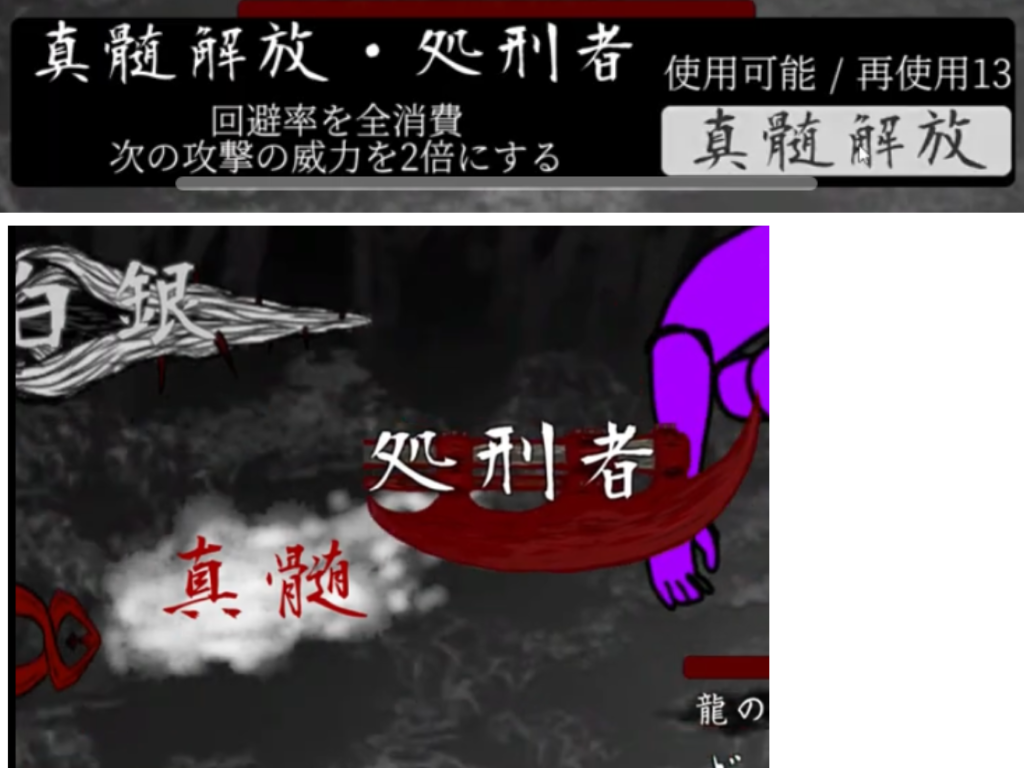 真髄解放・処刑者
使用可能 / 再使用13
回避率を全消費
次の攻撃の威力を2倍にする
真髄解放
白銀
処刑者
真髄
龍の